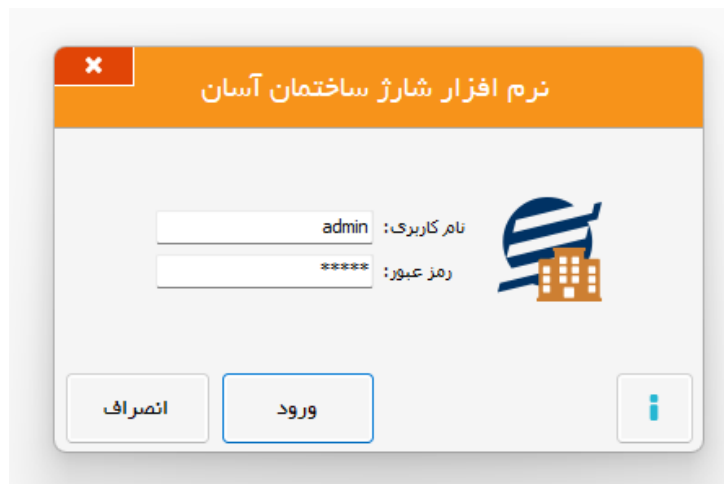 نرم افزار شارژ ساختمان آسان
نام کاربری: admin
رمز عبور: *****
ورود
انصراف